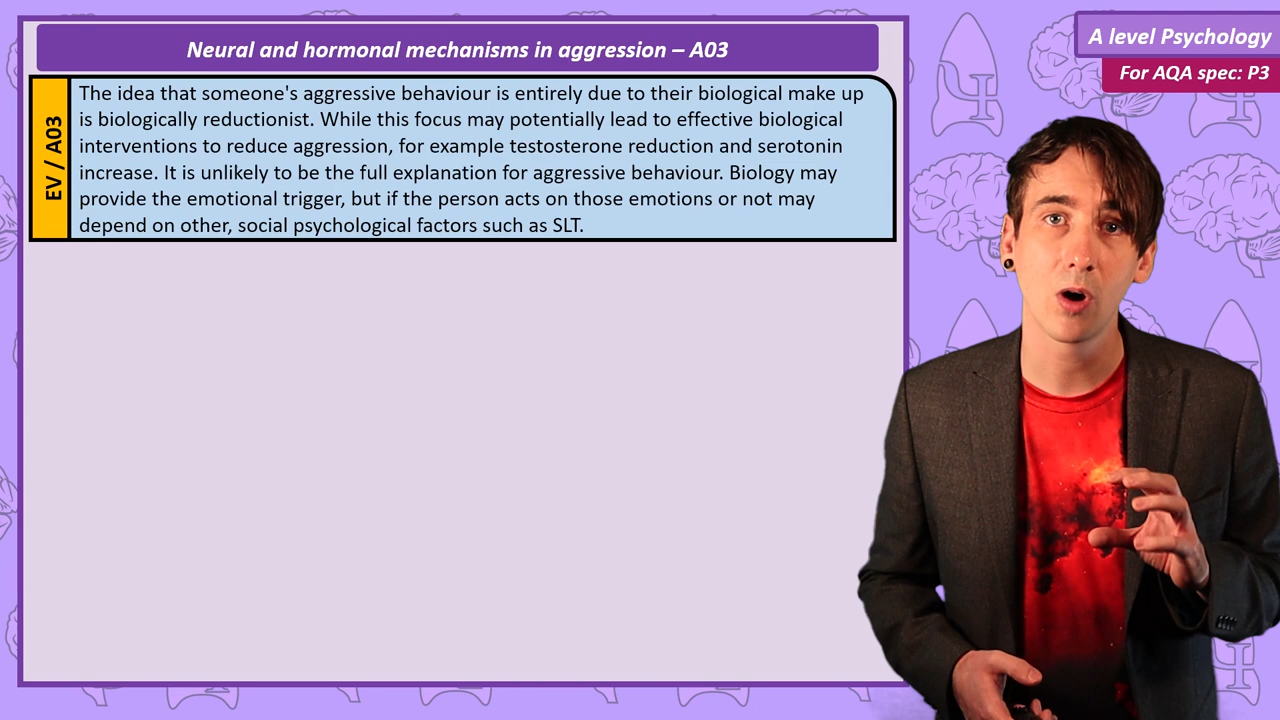 Neural and hormonal mechanisms in aggression – A03
A level Psychology
For AQA spec: P3
EV / A03
The idea that someone's aggressive behaviour is entirely due to their biological make up
is biologically reductionist. While this focus may potentially lead to effective biological
interventions to reduce aggression, for example testosterone reduction and serotonin
increase. It is unlikely to be the full explanation for aggressive behaviour. Biology may
provide the emotional trigger, but if the person acts on those emotions or not may
depend on other, social psychological factors such as SLT.